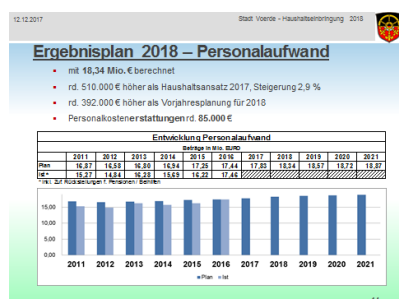 12.12.2017
Stadt Voerde - Haushaltseinbringung 2018
Ergebnisplan 2018 – Personalaufwand
▪ mit 18,34 Mio. € berechnet
▪ rd. 510.000 € höher als Haushaltsansatz 2017, Steigerung 2,9 %
▪ rd. 392.000 € höher als Vorjahresplanung für 2018
▪ Personalkostenerstattungen rd. 85.000 €
Entwicklung Personalaufwand
Beträge in Mio. EURO
2011 2012 2013 2014 2015 2016 2017 2018 2019 2020 2021
Plan 16,87 16,58 16,80 16,94 17,25 17,44 17,83 18,34 18,57 18,72 18,87
Ist * 15,27 14,84 16,28 15,69 16,22 17,46
* inkl. Zuf. Rückstellungen f. Pensionen / Beihilfen
15,00
10,00
5,00
0,00
2011 2012 2013 2014 2015 2016 2017 2018 2019 2020 2021
Plan Ist